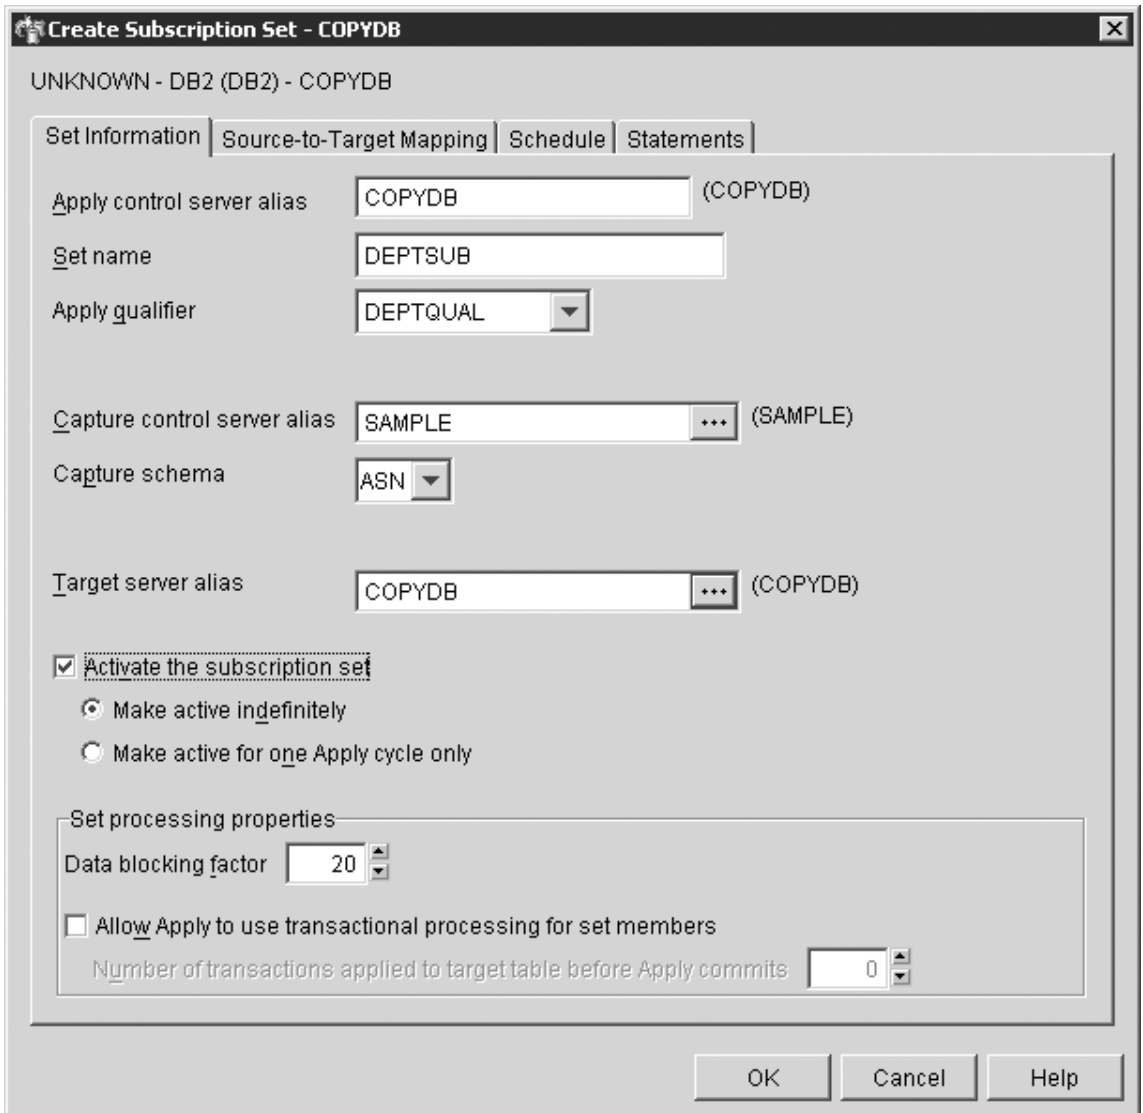 Create Subscription Set - COPYDB
UNKNOWN - DB2 (DB2) - COPYDB
Set Information Source-to-Target Mapping Schedule Statements
Apply control server alias COPYDB (COPYDB)
Set name DEPTSUB
Apply qualifier DEPTQUAL
Capture control server alias SAMPLE ... (SAMPLE)
Capture schema ASN
Target server alias COPYDB ... (COPYDB)
Activate the subscription set
Make active indefinitely
Make active for one Apply cycle only
Set processing properties
Data blocking factor 20
Allow Apply to use transactional processing for set members
Number of transactions applied to target table before Apply commits 0
OK Cancel Help